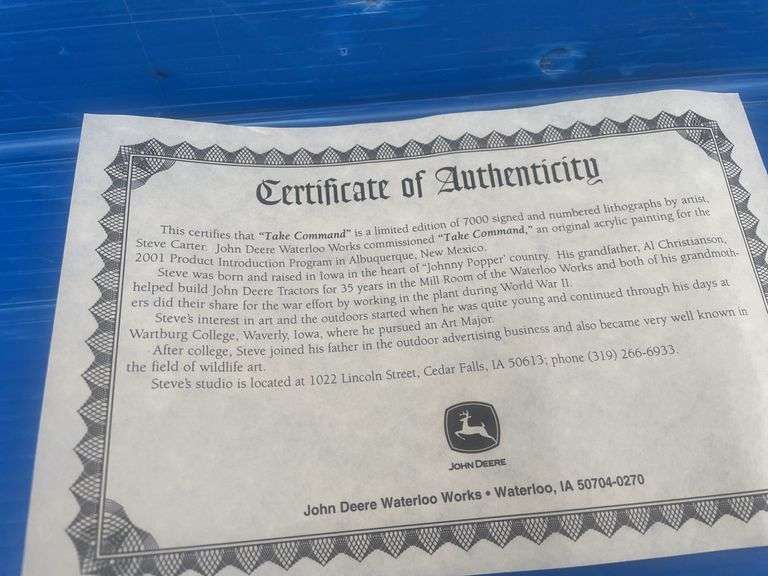 Certificate of Authenticity
This certifies that "Take Command" is a limited edition of 7000 signed and numbered lithographs by artist,
Steve Carter. John Deere Waterloo Works commissioned "Take Command," an original acrylic painting for the
2001 Product Introduction Program in Albuquerque, New Mexico.
Steve was born and raised in Iowa in the heart of "Johnny Popper' country. His grandfather, Al Christianson,
helped build John Deere Tractors for 35 years in the Mill Room of the Waterloo Works and both of his grandmoth-
ers did their share for the war effort by working in the plant during World War II.
Steve's interest in art and the outdoors started when he was quite young and continued through his days at
Wartburg College, Waverly, Iowa, where he pursued an Art Major.
After college, Steve joined his father in the outdoor advertising business and also became very well known in
the field of wildlife art.
Steve's studio is located at 1022 Lincoln Street, Cedar Falls, IA 50613; phone (319) 266-6933.
JOHN DEERE
John Deere Waterloo Works • Waterloo, IA 50704-0270